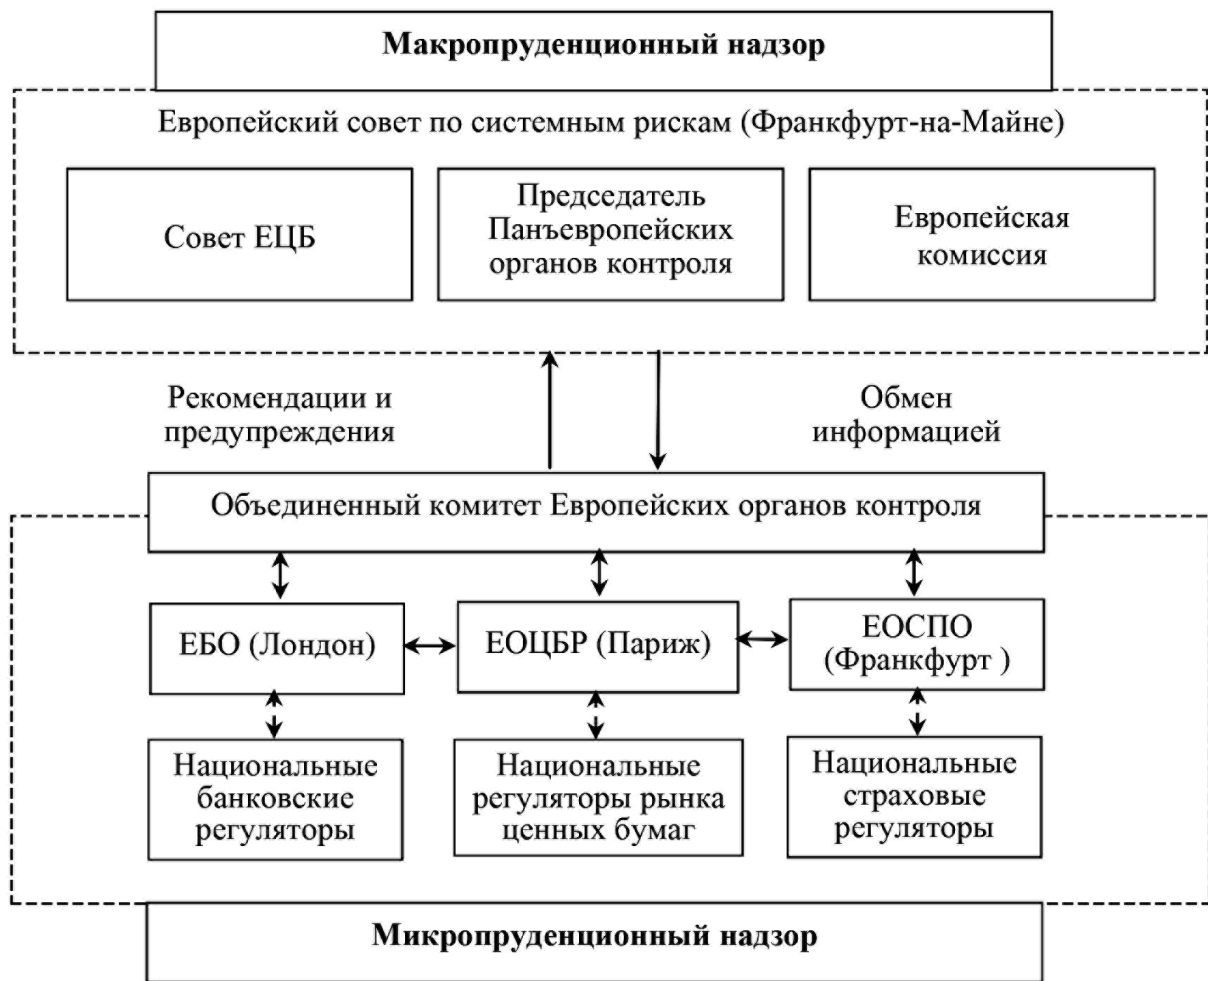 Макропруденционный надзор
Европейский совет по системным рискам (Франкфурт-на-Майне)
Совет ЕЦБ
Председатель
Панъевропейских
органов контроля
Европейская
комиссия
Рекомендации и
предупреждения
Обмен
информацией
Объединенный комитет Европейских органов контроля
ЕБО (Лондон)
ЕОЦБР (Париж)
ЕОСПО
(Франкфурт )
Национальные
банковские
регуляторы
Национальные
регуляторы рынка
ценных бумаг
Национальные
страховые
регуляторы
Микропруденционный надзор